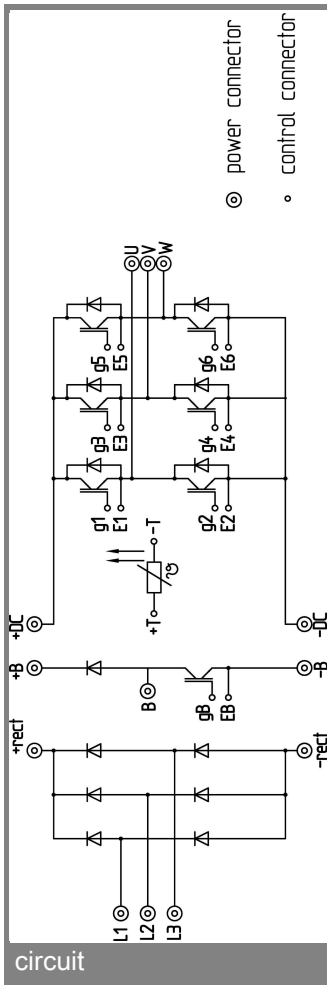 power connector
control connector
U
V
W
g5
E5
g6
E6
g3
E3
g4
E4
g1
E1
g2
E2
-T
+T
ϑ
+DC
-DC
+B
B
gB
EB
-B
+rect
-rect
L1
L2
L3
circuit